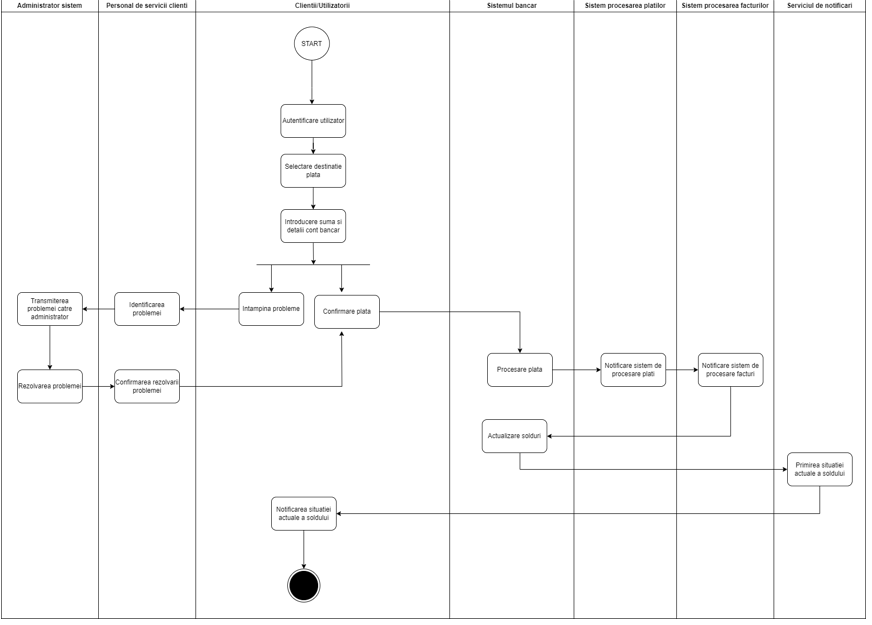 Administrator sistem
Personal de servicii clienti
Clientii/Utilizatorii
Sistemul bancar
Sistem procesarea platilor
Sistem procesarea facturilor
Serviciul de notificari
START
Autentificare utilizator
Selectare destinatie
plata
Introducere suma si
detalii cont bancar
Transmiterea
problemei catre
administrator
Identificarea
problemei
Intampina probleme
Confirmare plata
Rezolvarea problemei
Confirmarea rezolvarii
problemei
Procesare plata
Notificare sistem de
procesare plati
Notificare sistem de
procesare facturi
Actualizare solduri
Primirea situatiei
actuale a soldului
Notificarea situatiei
actuale a soldului